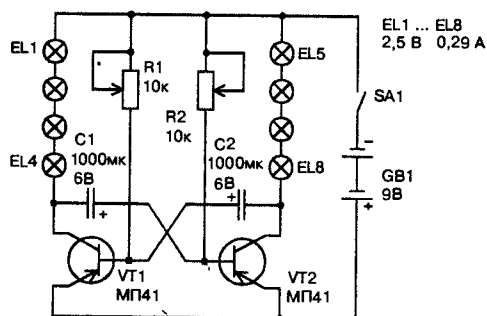 EL1
EL4
R1
10к
R2
10к
C1
1000мк
6В
+
C2
1000мк
6В
+
VT1
МП41
VT2
МП41
EL5
EL8
EL1 ... EL8
2,5 В 0,29 А
SA1
−
GB1
+ 9В